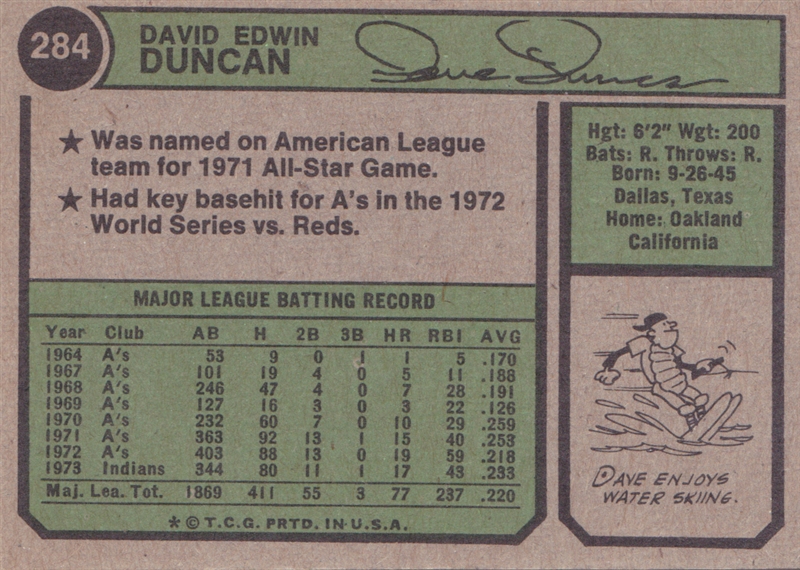 284
DAVID EDWIN
DUNCAN
Dave Duncan
★ Was named on American League
team for 1971 All-Star Game.
★ Had key basehit for A's in the 1972
World Series vs. Reds.
Hgt: 6'2" Wgt: 200
Bats: R. Throws: R.
Born: 9-26-45
Dallas, Texas
Home: Oakland
California
MAJOR LEAGUE BATTING RECORD
Year Club AB H 2B 3B HR RBI AVG
1964 A's 53 9 0 1 1 5 .170
1967 A's 101 19 4 0 5 11 .188
1968 A's 246 47 4 0 7 28 .191
1969 A's 127 16 3 0 3 22 .126
1970 A's 232 60 7 0 10 29 .259
1971 A's 363 92 13 1 15 40 .253
1972 A's 403 88 13 0 19 59 .218
1973 Indians 344 80 11 1 17 43 .233
Maj. Lea. Tot. 1869 411 55 3 77 237 .220
* © T.C.G. PRTD. IN U.S.A.
DAVE ENJOYS
WATER SKIING.